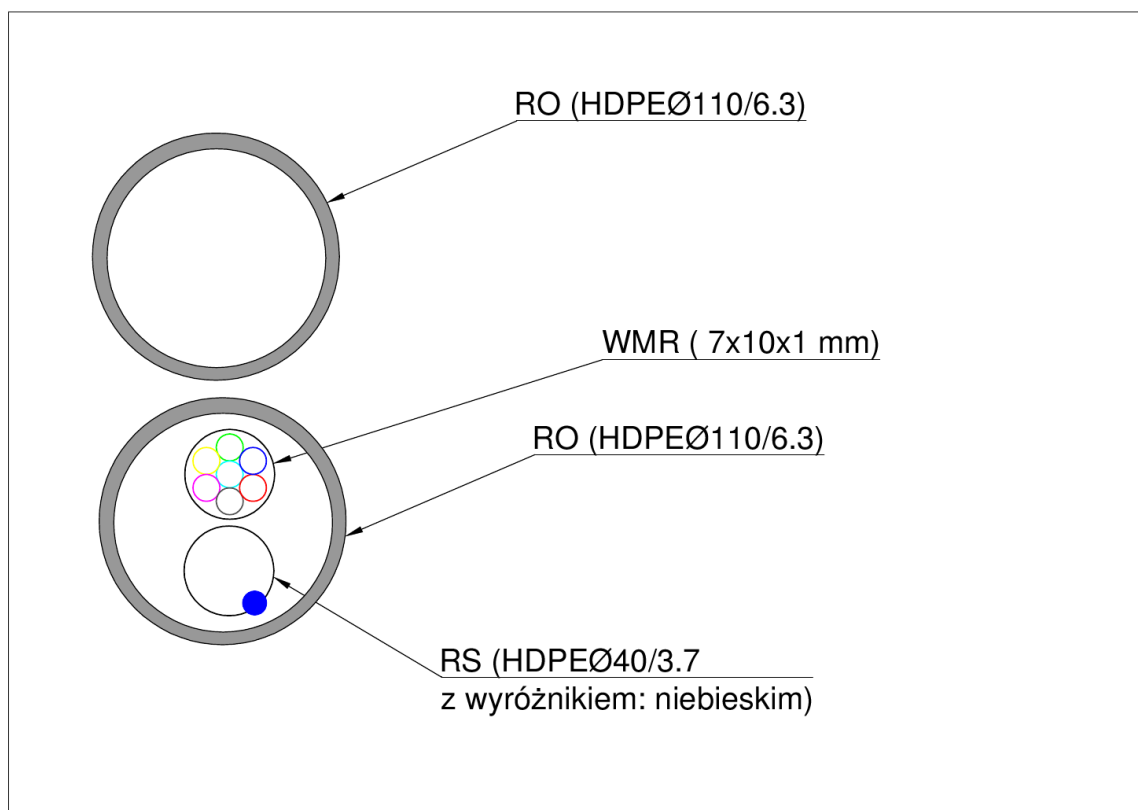 RO (HDPEØ110/6.3)
WMR ( 7x10x1 mm)
RO (HDPEØ110/6.3)
RS (HDPEØ40/3.7
z wyróżnikiem: niebieskim)